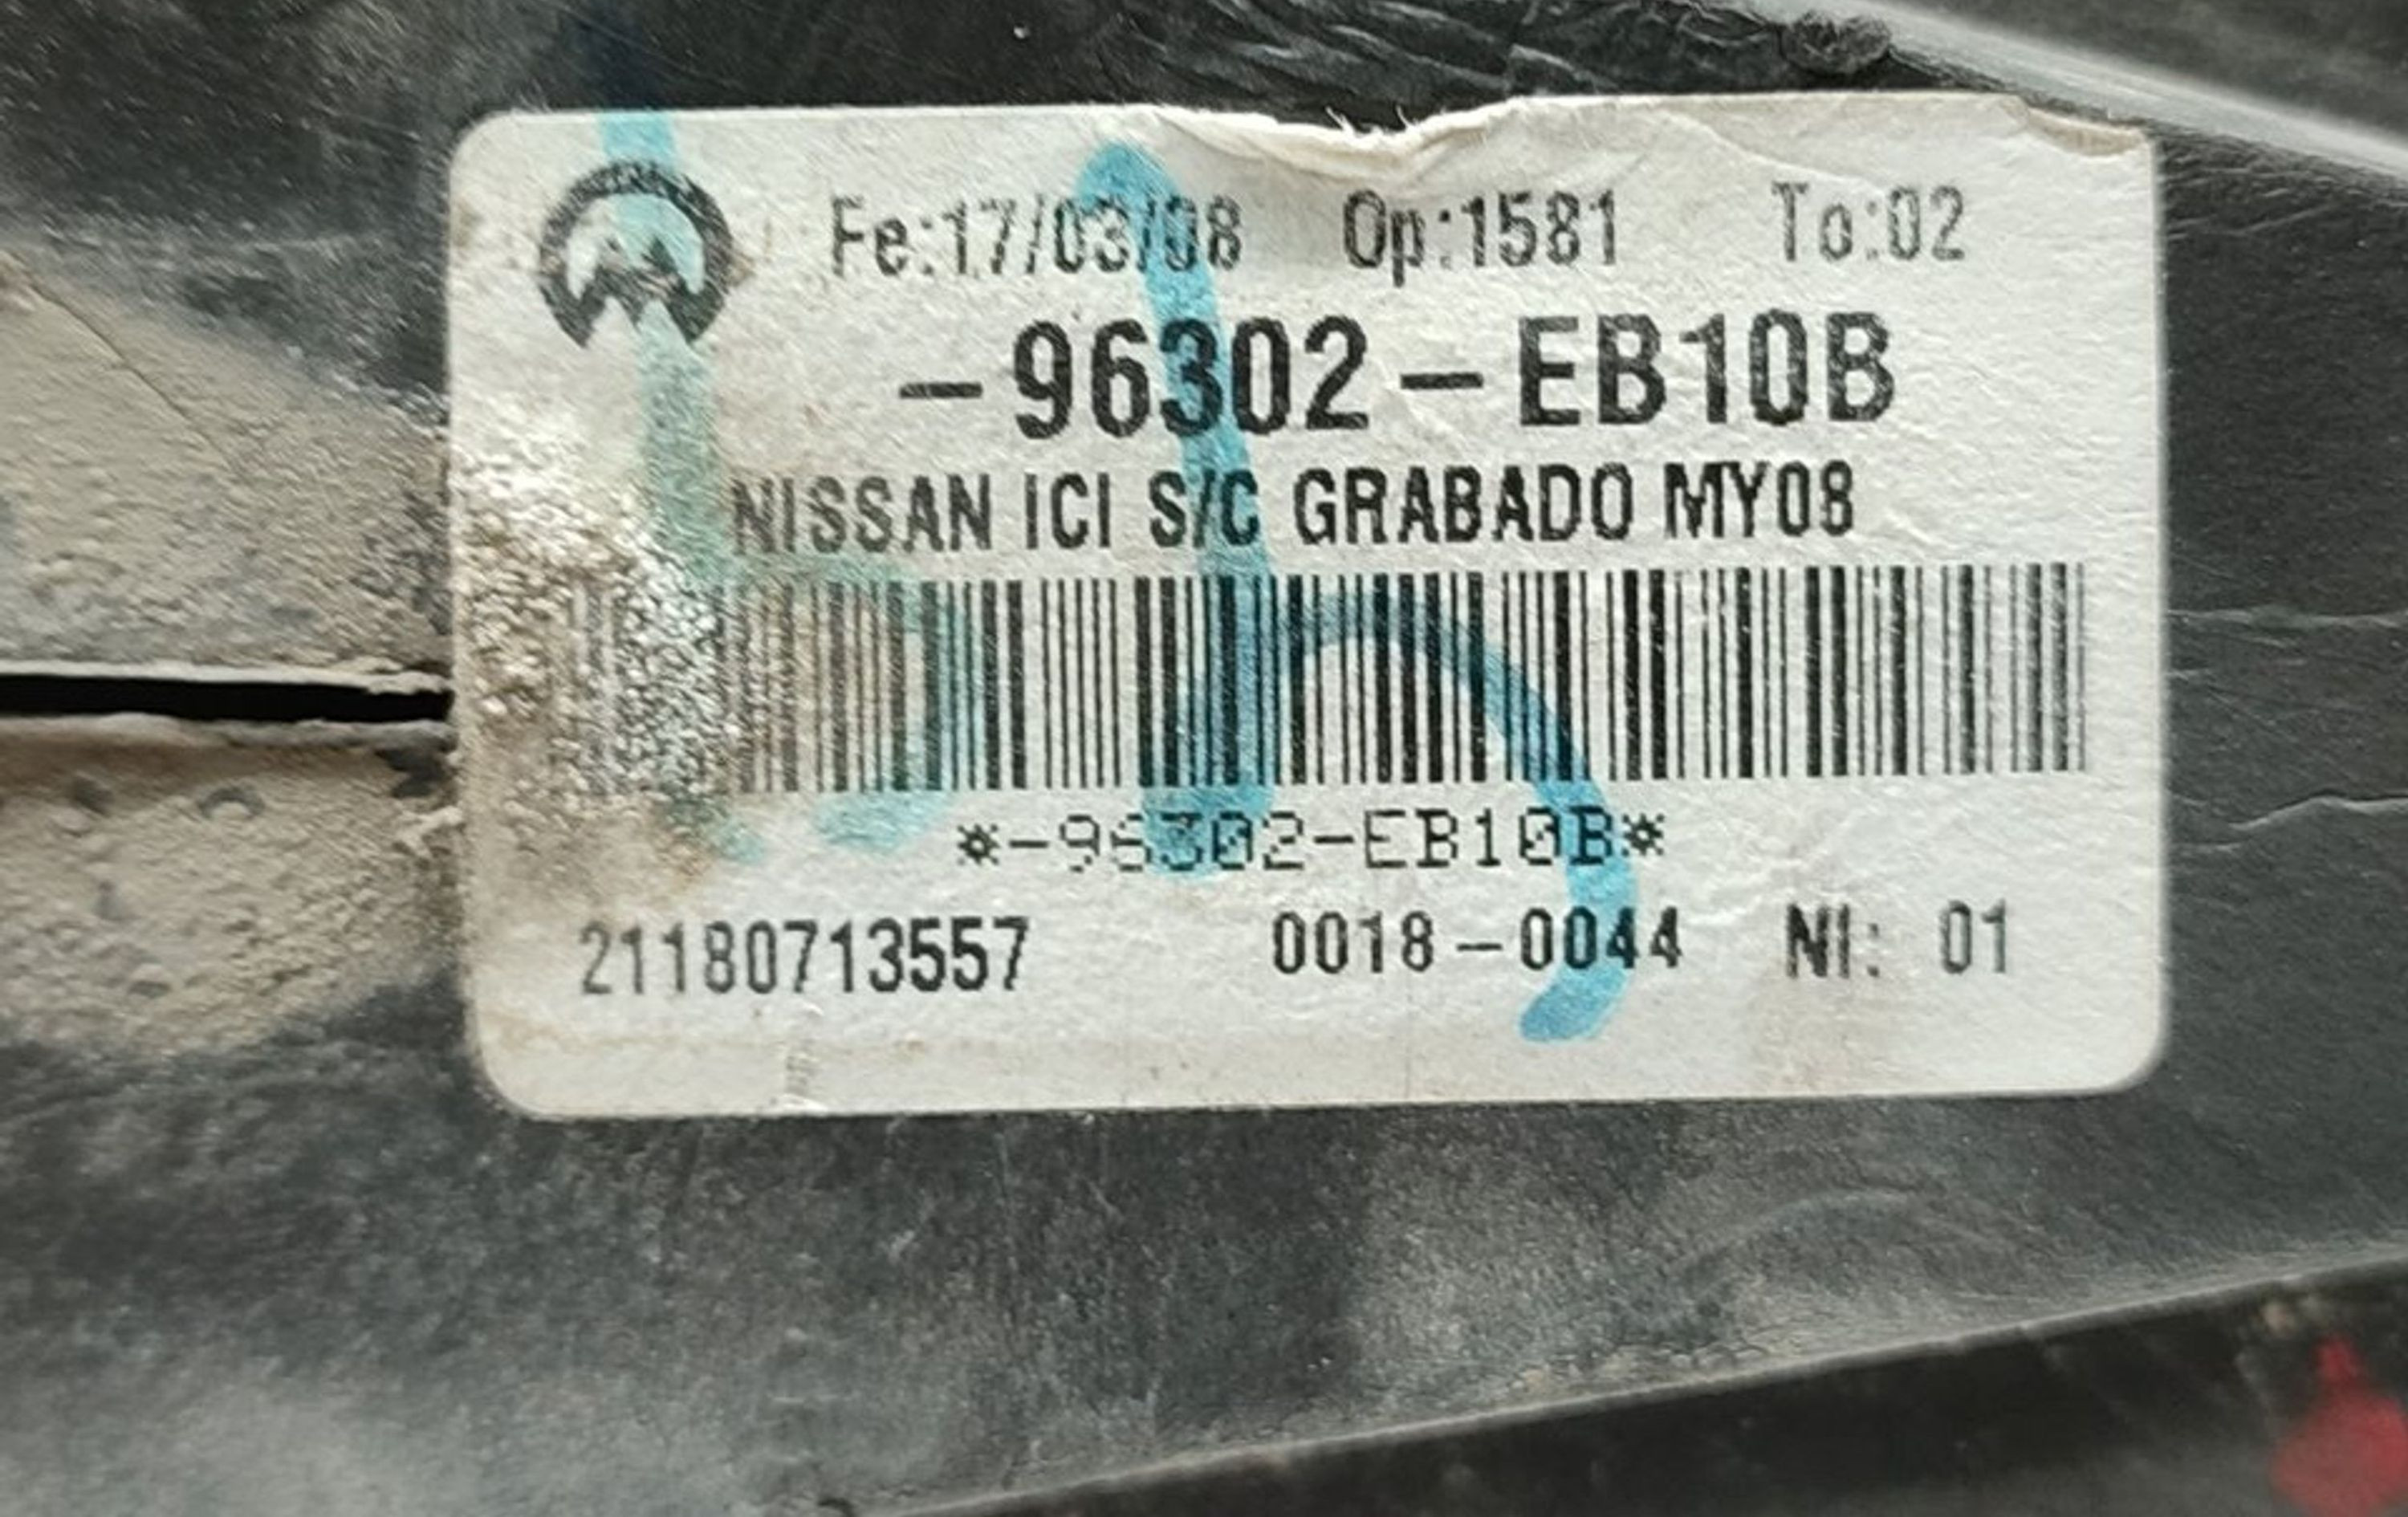 Fe:17/03/08 Op:1581 To:02
-96302-EB10B
NISSAN ICI S/C GRABADO MY08
*-96302-EB10B*
21180713557 0018-0044 NI: 01